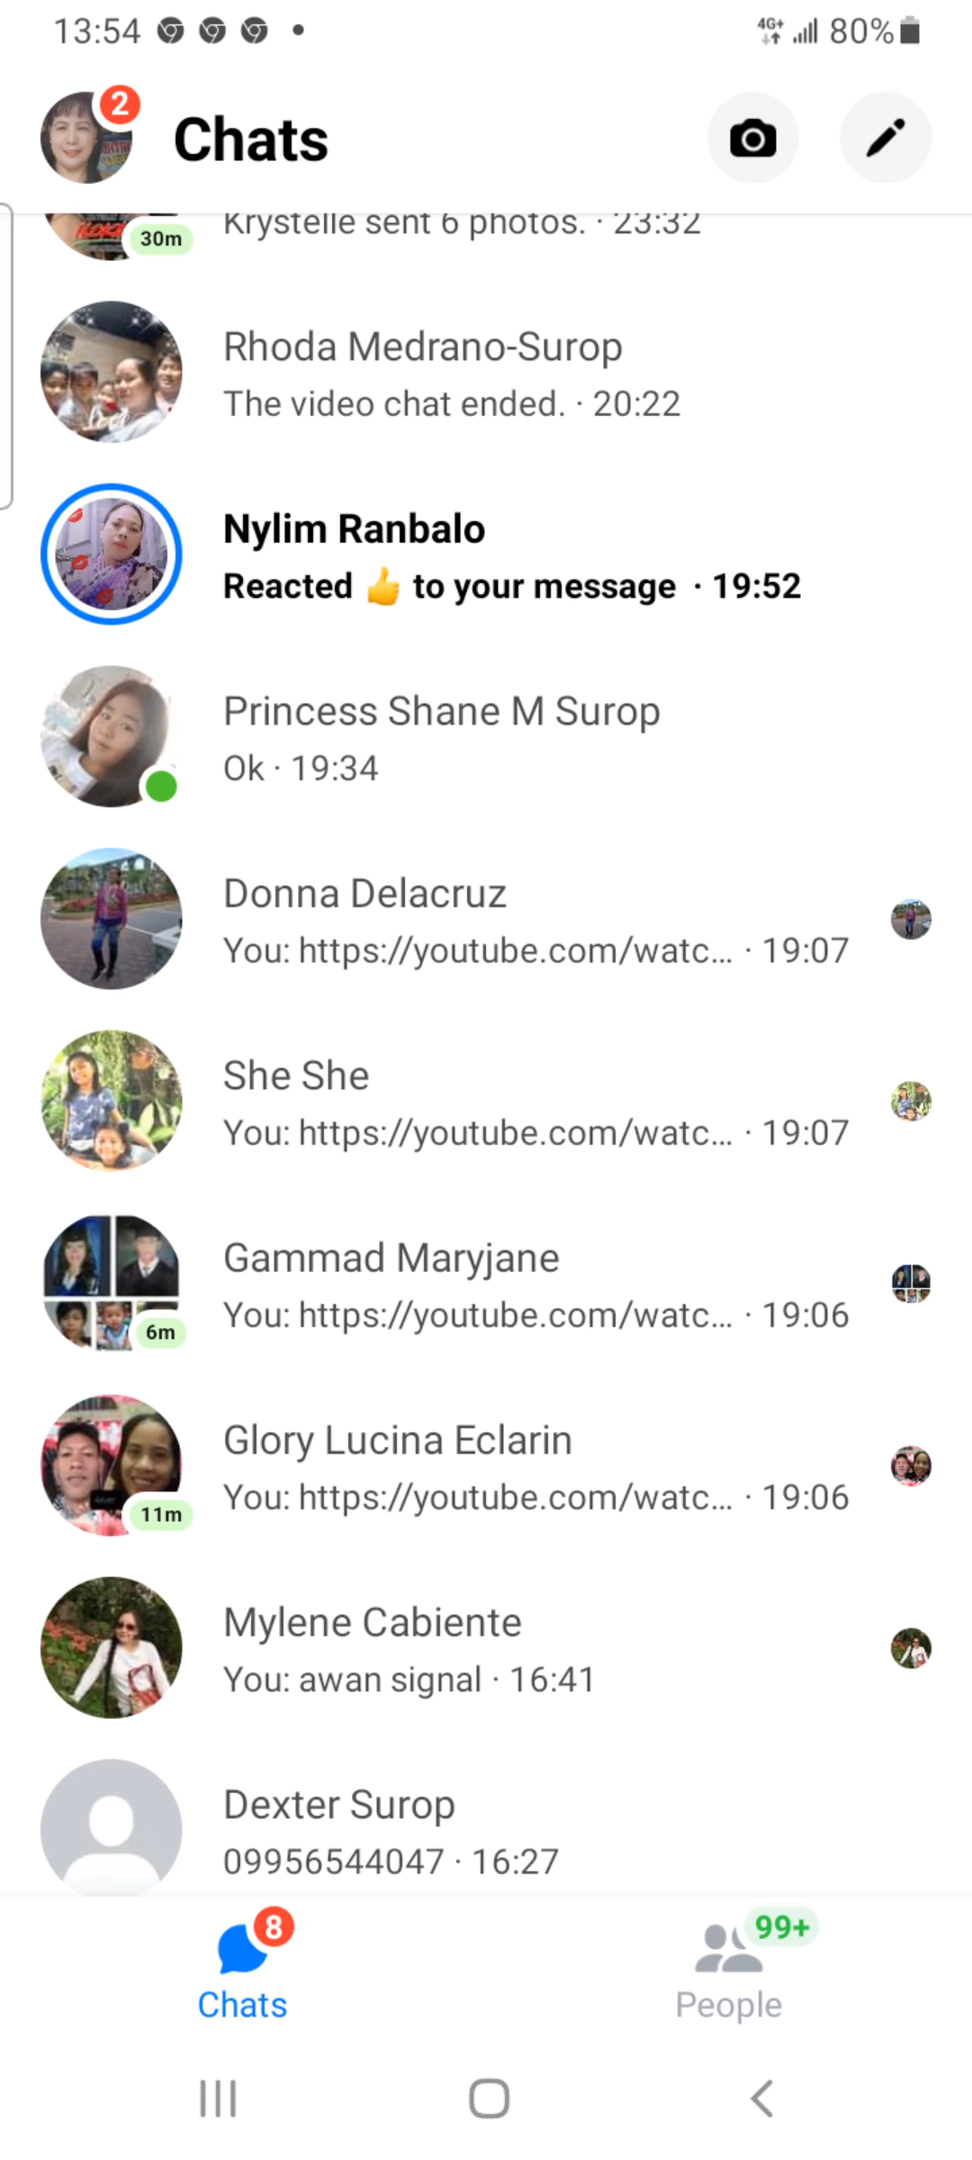 13:54 4G+ 80%
2
Chats
Krystelle sent 6 photos. · 23:32
30m
Rhoda Medrano-Surop
The video chat ended. · 20:22
Nylim Ranbalo
Reacted 👍 to your message · 19:52
Princess Shane M Surop
Ok · 19:34
Donna Delacruz
You: https://youtube.com/watc... · 19:07
She She
You: https://youtube.com/watc... · 19:07
Gammad Maryjane
You: https://youtube.com/watc... · 19:06
6m
Glory Lucina Eclarin
You: https://youtube.com/watc... · 19:06
11m
Mylene Cabiente
You: awan signal · 16:41
Dexter Surop
09956544047 · 16:27
8
99+
Chats
People